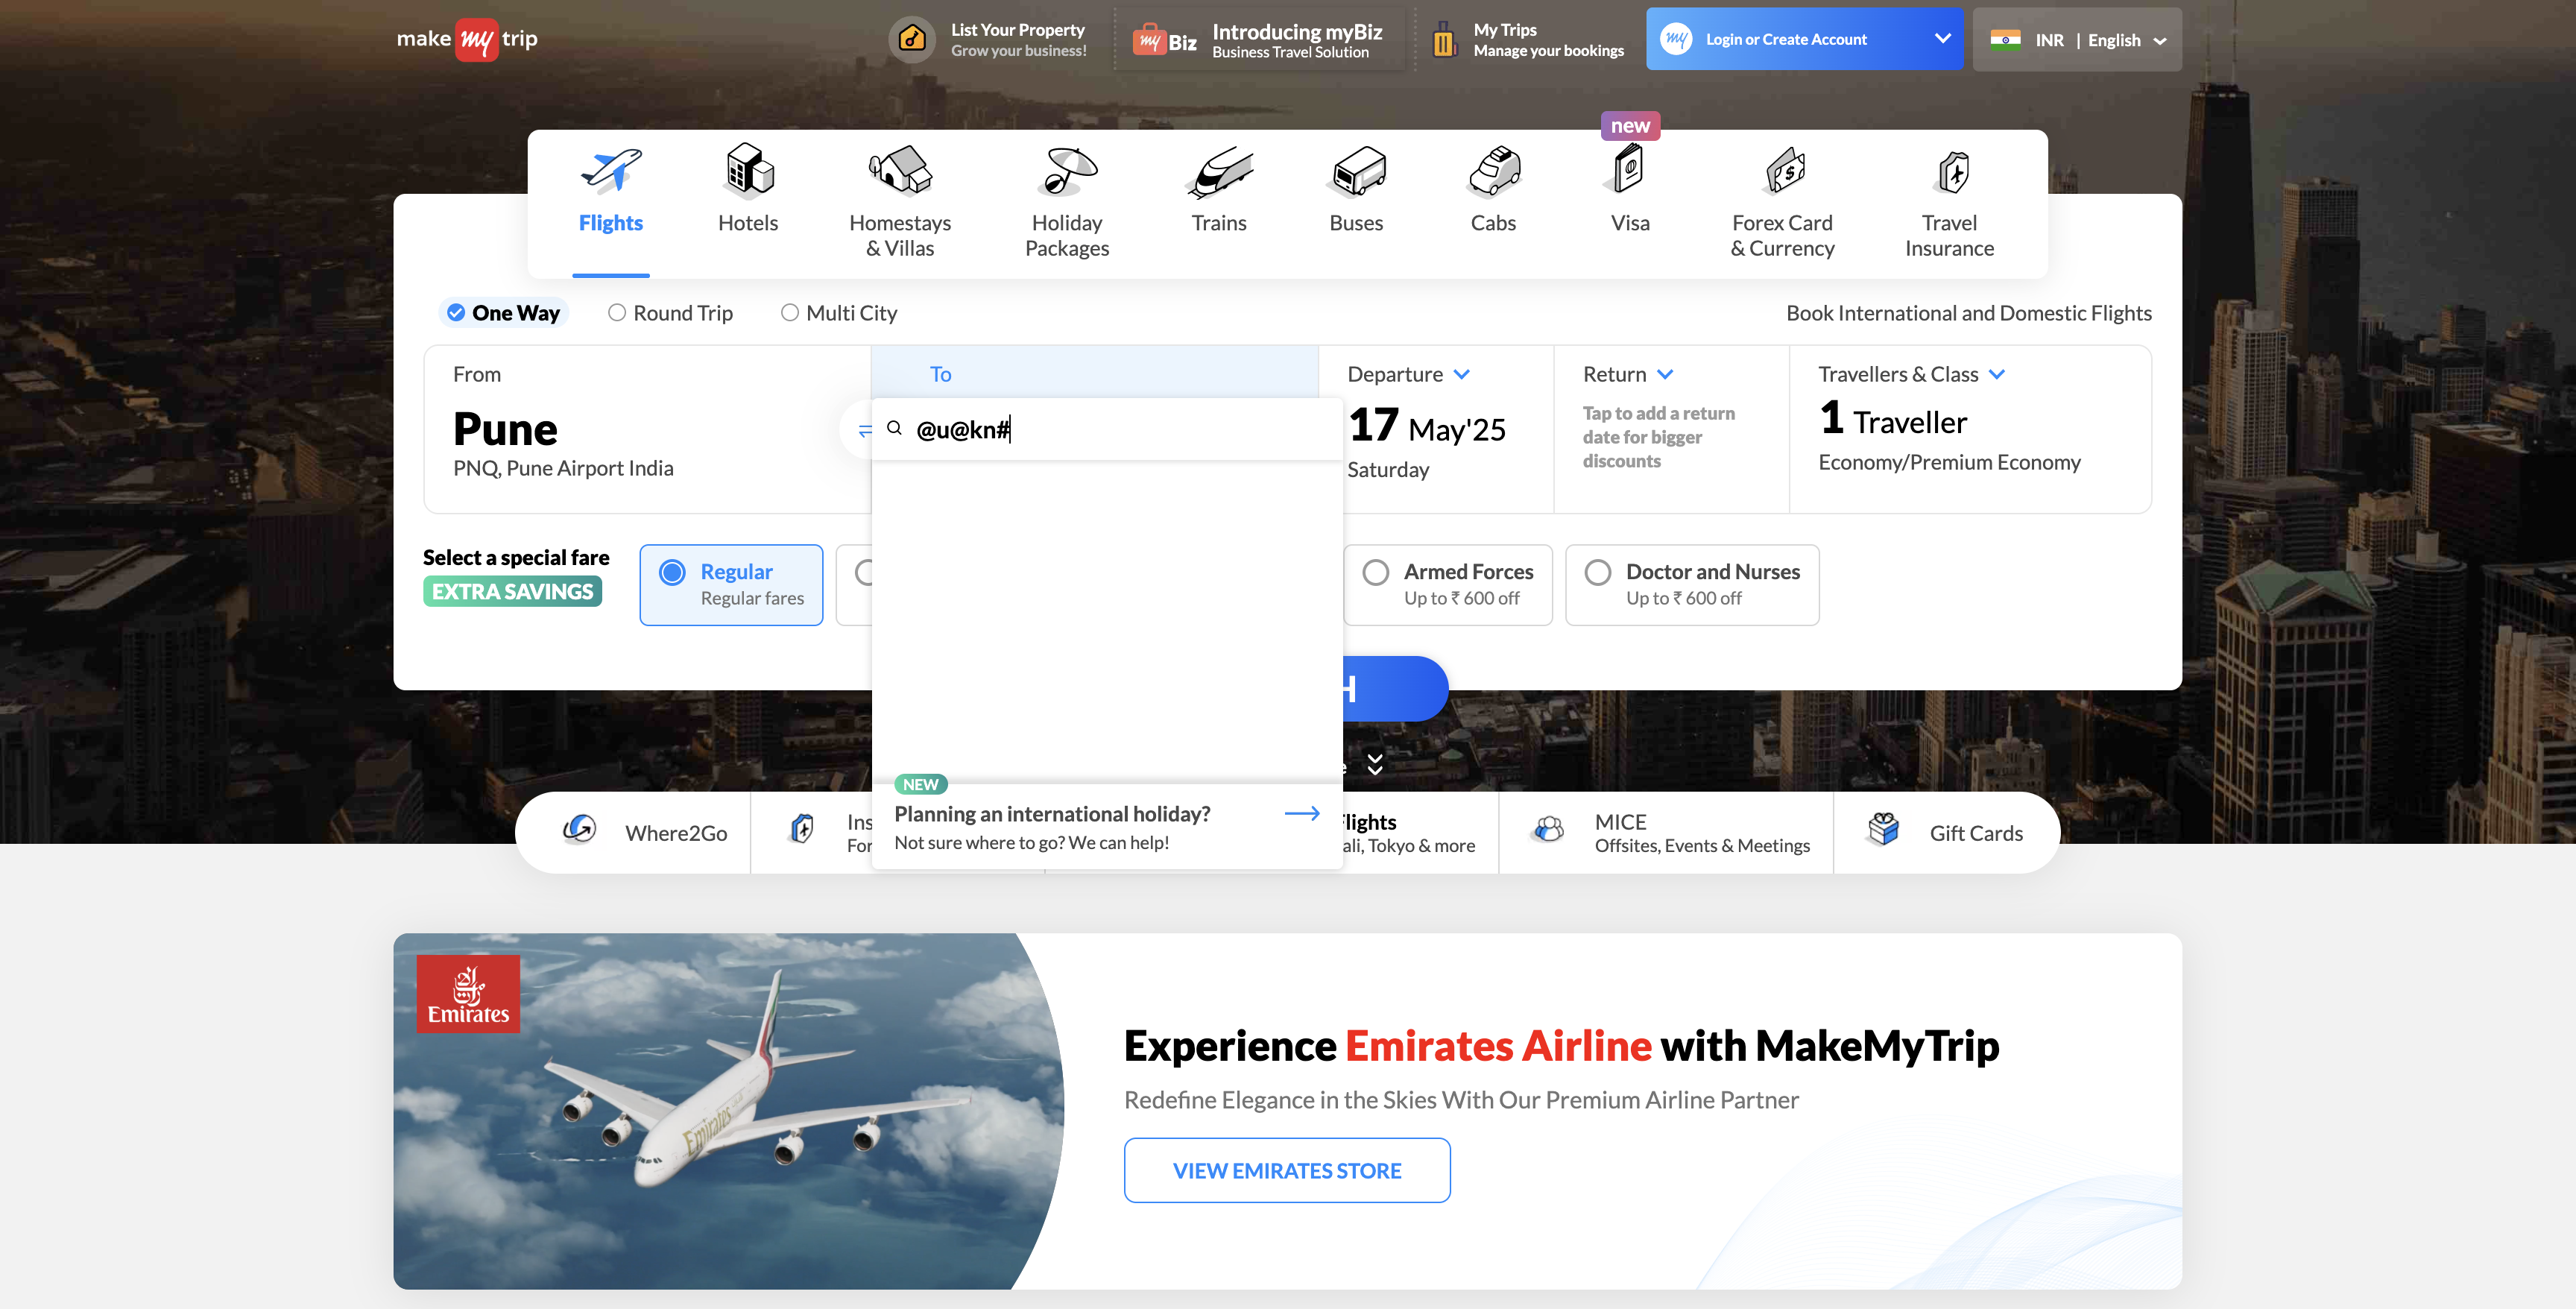 make my trip
List Your Property
Grow your business!
my Biz
Introducing myBiz
Business Travel Solution
My Trips
Manage your bookings
my Login or Create Account
INR | English
new
Flights
Hotels
Homestays
& Villas
Holiday
Packages
Trains
Buses
Cabs
Visa
Forex Card
& Currency
Travel
Insurance
One Way
Round Trip
Multi City
Book International and Domestic Flights
From
Pune
PNQ, Pune Airport India
To
@u@kn#
Departure
17 May'25
Saturday
Return
Tap to add a return
date for bigger
discounts
Travellers & Class
1 Traveller
Economy/Premium Economy
Select a special fare
EXTRA SAVINGS
Regular
Regular fares
Armed Forces
Up to ₹ 600 off
Doctor and Nurses
Up to ₹ 600 off
H
NEW
Planning an international holiday?
Not sure where to go? We can help!
Where2Go
Ins
For
Flights
ali, Tokyo & more
MICE
Offsites, Events & Meetings
Gift Cards
Emirates
Emirates
Experience Emirates Airline with MakeMyTrip
Redefine Elegance in the Skies With Our Premium Airline Partner
VIEW EMIRATES STORE